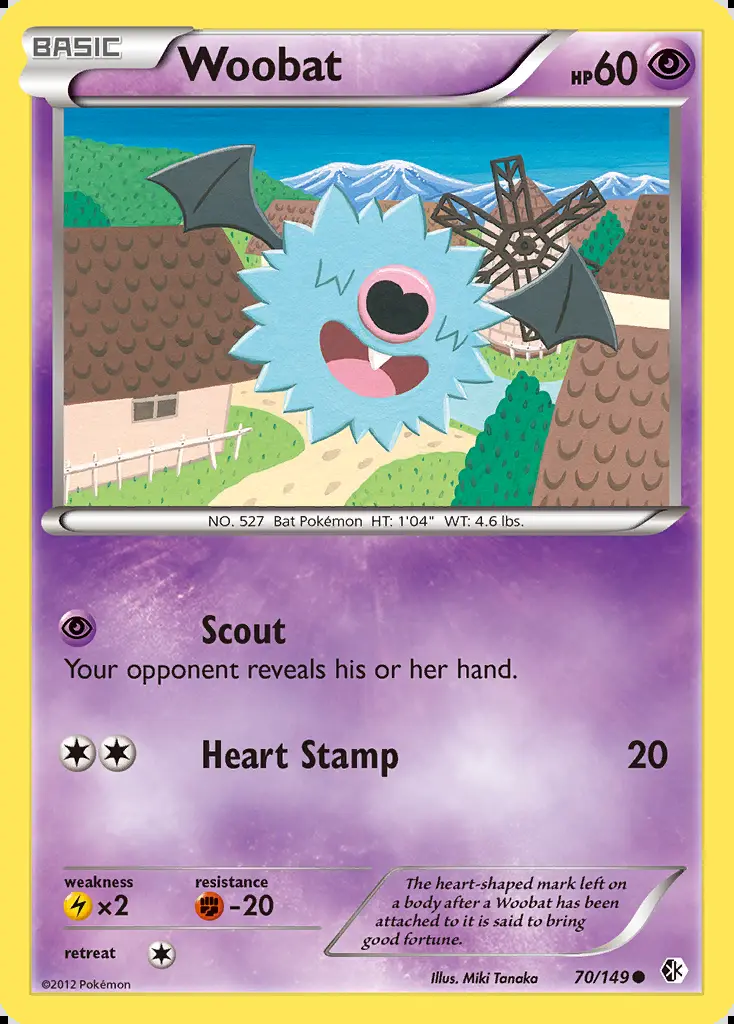 BASIC
Woobat
HP60
NO. 527 Bat Pokémon HT: 1'04" WT: 4.6 lbs.
Scout
Your opponent reveals his or her hand.
Heart Stamp 20
weakness resistance
×2 -20
retreat
The heart-shaped mark left on
a body after a Woobat has been
attached to it is said to bring
good fortune.
©2012 Pokémon
Illus. Miki Tanaka 70/149